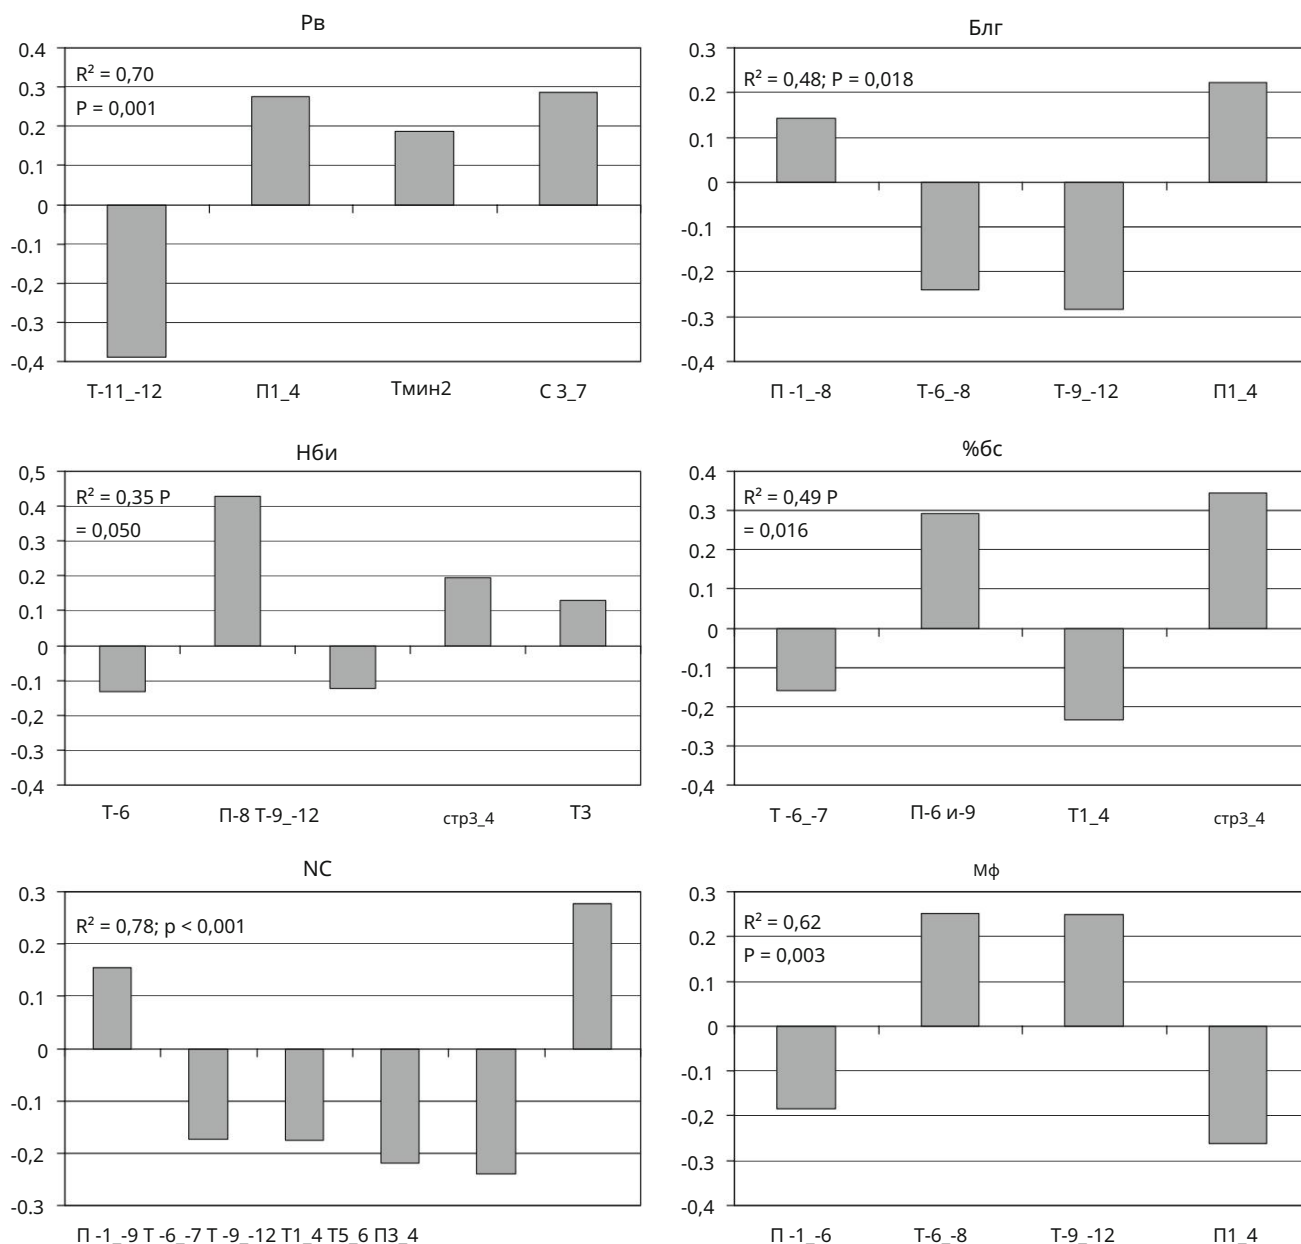 Рв
0.4
0.3
0.2
0.1
0
-0.1
-0,2
-0.3
-0,4
R² = 0,70
P = 0,001
Т-11_-12 П1_4 Тмин2 С 3_7
Блг
0.3
0.2
0.1
0
-0.1
-0,2
-0.3
-0,4
R² = 0,48; P = 0,018
П -1_-8 Т-6_-8 Т-9_-12 П1_4
Нби
0,5
0.4
0.3
0.2
0.1
0
-0.1
-0,2
-0.3
-0,4
R² = 0,35 P
= 0,050
Т-6 П-8 Т-9_-12 стр3_4 Т3
%бс
0.4
0.3
0.2
0.1
0
-0.1
-0,2
-0.3
-0,4
R² = 0,49 P
= 0,016
Т -6_-7 П-6 и-9 Т1_4 стр3_4
NC
0.3
0.2
0.1
0
-0.1
-0,2
-0.3
R² = 0,78; p < 0,001
П -1_-9 Т -6_-7 Т -9_-12 Т1_4 Т5_6 П3_4
Мф
0.3
0.2
0.1
0
-0.1
-0,2
-0.3
-0,4
R² = 0,62
P = 0,003
П -1_-6 Т-6_-8 Т-9_-12 П1_4